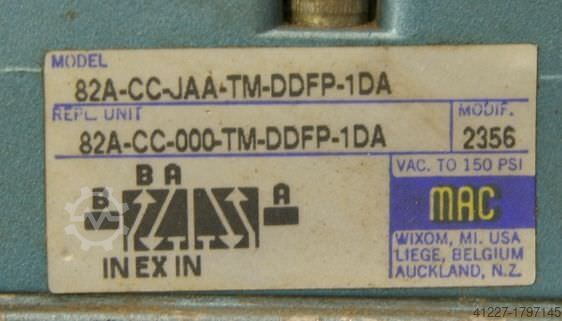 MODEL
82A-CC-JAA-TM-DDFP-1DA
REPL. UNIT MODIF.
82A-CC-000-TM-DDFP-1DA 2356
VAC. TO 150 PSI
B A
B A
IN EX IN
MAC
WIXOM, MI. USA
LIEGE, BELGIUM
AUCKLAND, N.Z.
41227-1797145